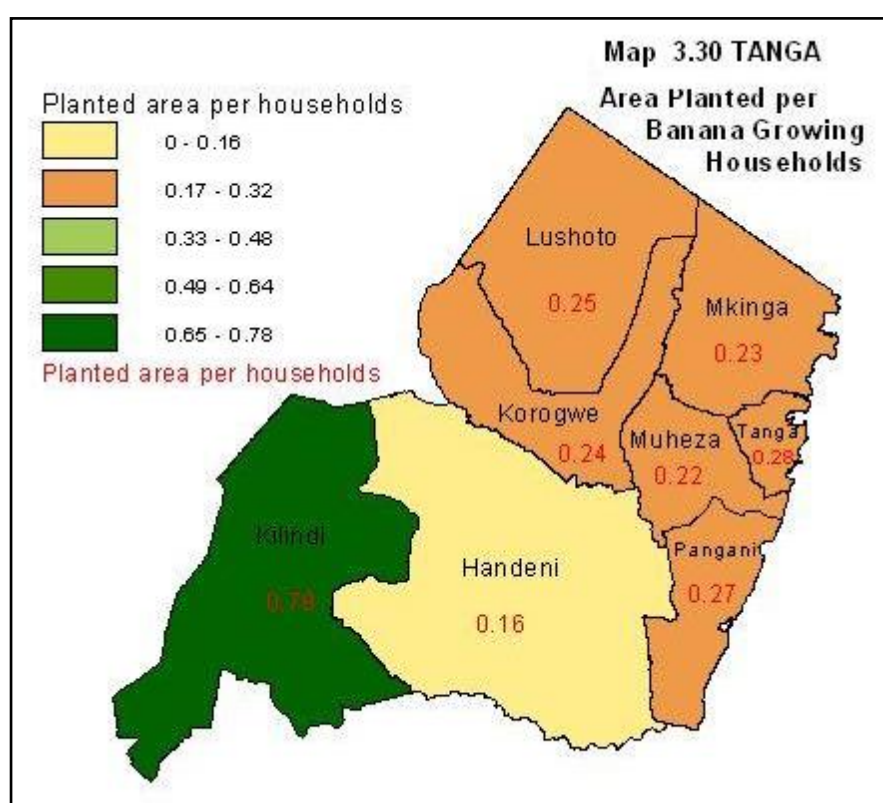 Map 3.30 TANGA
Area Planted per
Banana Growing
Households
Planted area per households
0 - 0.16
0.17 - 0.32
0.33 - 0.48
0.49 - 0.64
0.65 - 0.78
Planted area per households
Lushoto
0.25
Mkinga
0.23
Korogwe
0.24
Muheza
0.22
Tanga
0.28
Kilindi
0.78
Handeni
0.16
Pangani
0.27